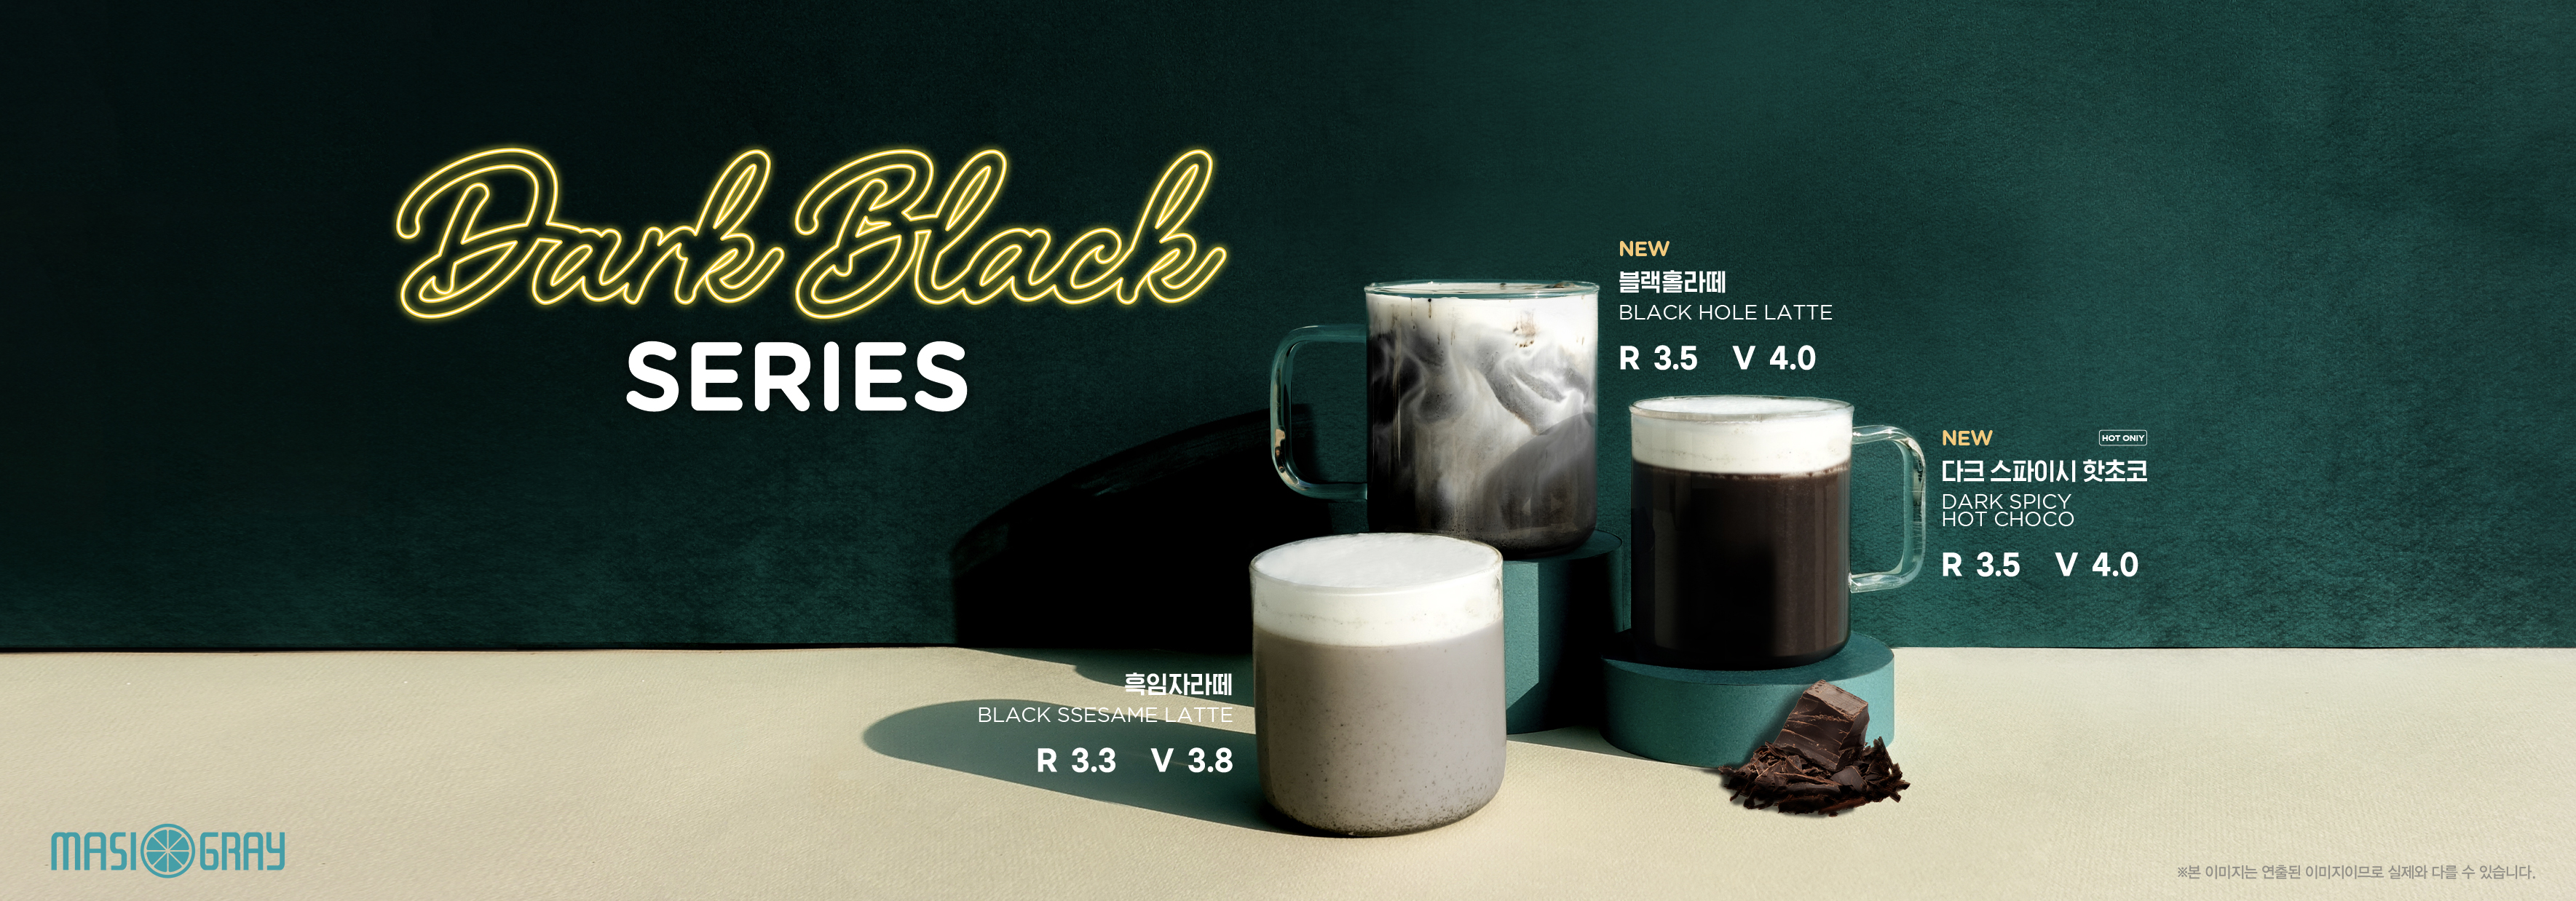 Dark Black
SERIES
NEW
블랙홀라떼
BLACK HOLE LATTE
R 3.5 V 4.0
NEW HOT ONlY
다크 스파이시 핫초코
DARK SPICY
HOT CHOCO
R 3.5 V 4.0
흑임자라떼
BLACK SSESAME LATTE
R 3.3 V 3.8
MASI GRAY
※본 이미지는 연출된 이미지이므로 실제와 다를 수 있습니다.